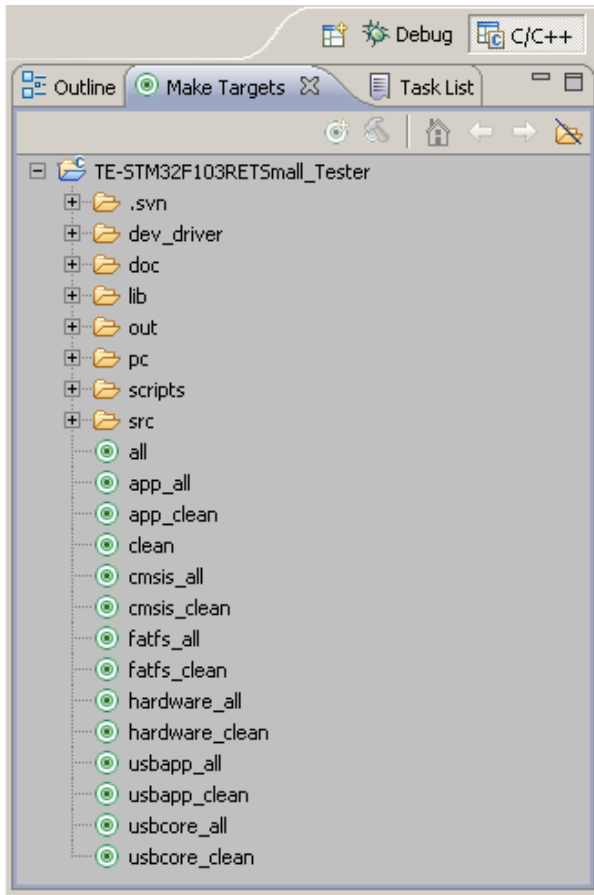 Debug C/C++
Outline Make Targets Task List
TE-STM32F103RETSmall_Tester
.svn
dev_driver
doc
lib
out
pc
scripts
src
all
app_all
app_clean
clean
cmsis_all
cmsis_clean
fatfs_all
fatfs_clean
hardware_all
hardware_clean
usbapp_all
usbapp_clean
usbcore_all
usbcore_clean